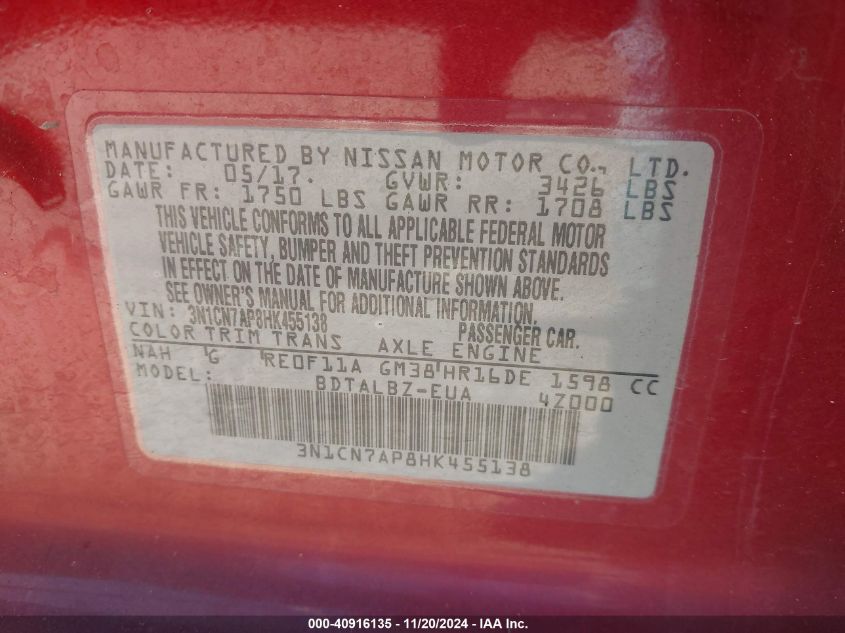 MANUFACTURED BY NISSAN MOTOR CO., LTD.
DATE: 05/17. GVWR: 3426 LBS
GAWR FR: 1750 LBS GAWR RR: 1708 LBS
THIS VEHICLE CONFORMS TO ALL APPLICABLE FEDERAL MOTOR
VEHICLE SAFETY, BUMPER AND THEFT PREVENTION STANDARDS
IN EFFECT ON THE DATE OF MANUFACTURE SHOWN ABOVE.
SEE OWNER'S MANUAL FOR ADDITIONAL INFORMATION.
VIN: 3N1CN7AP8HK455138 PASSENGER CAR.
COLOR TRIM TRANS AXLE ENGINE
NAH G RE0F11A GM38 HR16DE 1598 CC
MODEL: BDTALBZ-EUA 4Z000
3N1CN7AP8HK455138
000-40916135 - 11/20/2024 - IAA Inc.